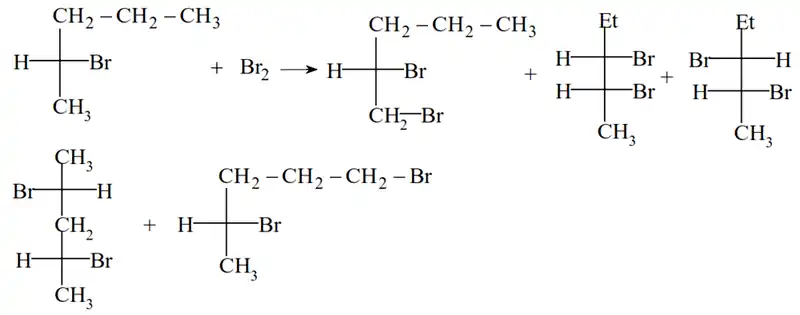 CH₂–CH₂–CH₃
H Br
CH₃
+ Br₂ →
CH₂–CH₂–CH₃
H Br
CH₂–Br
+
Et
H Br
H Br
CH₃
+
Et
Br H
H Br
CH₃
CH₃
Br H
CH₂
H Br
CH₃
+
CH₂–CH₂–CH₂–Br
H Br
CH₃